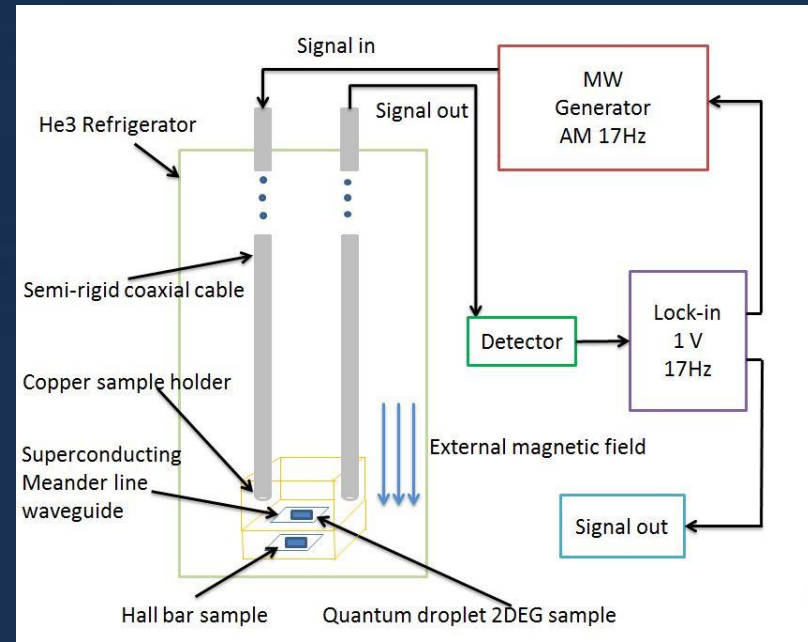 Signal in
MW
Generator
AM 17Hz
Signal out
He3 Refrigerator
Semi-rigid coaxial cable
Detector
Lock-in
1 V
17Hz
Copper sample holder
External magnetic field
Superconducting
Meander line
waveguide
Signal out
Hall bar sample
Quantum droplet 2DEG sample